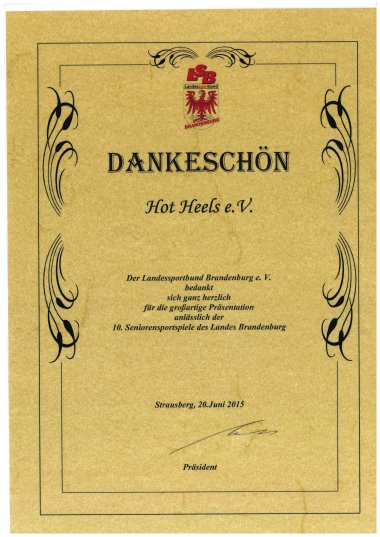 LSB
Landessportbund
BRANDENBURG
DANKESCHÖN
Hot Heels e.V.
Der Landessportbund Brandenburg e. V.
bedankt
sich ganz herzlich
für die großartige Präsentation
anlässlich der
10. Seniorensportspiele des Landes Brandenburg
Strausberg, 20.Juni 2015
Präsident